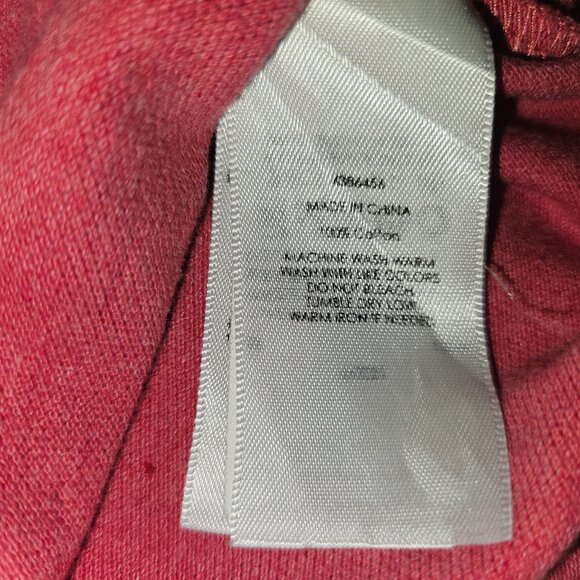 MADE IN CHINA
100% Cotton
MACHINE WASH WARM
WASH WITH LIKE COLORS
DO NOT BLEACH
TUMBLE DRY LOW
WARM IRON IF NEEDED